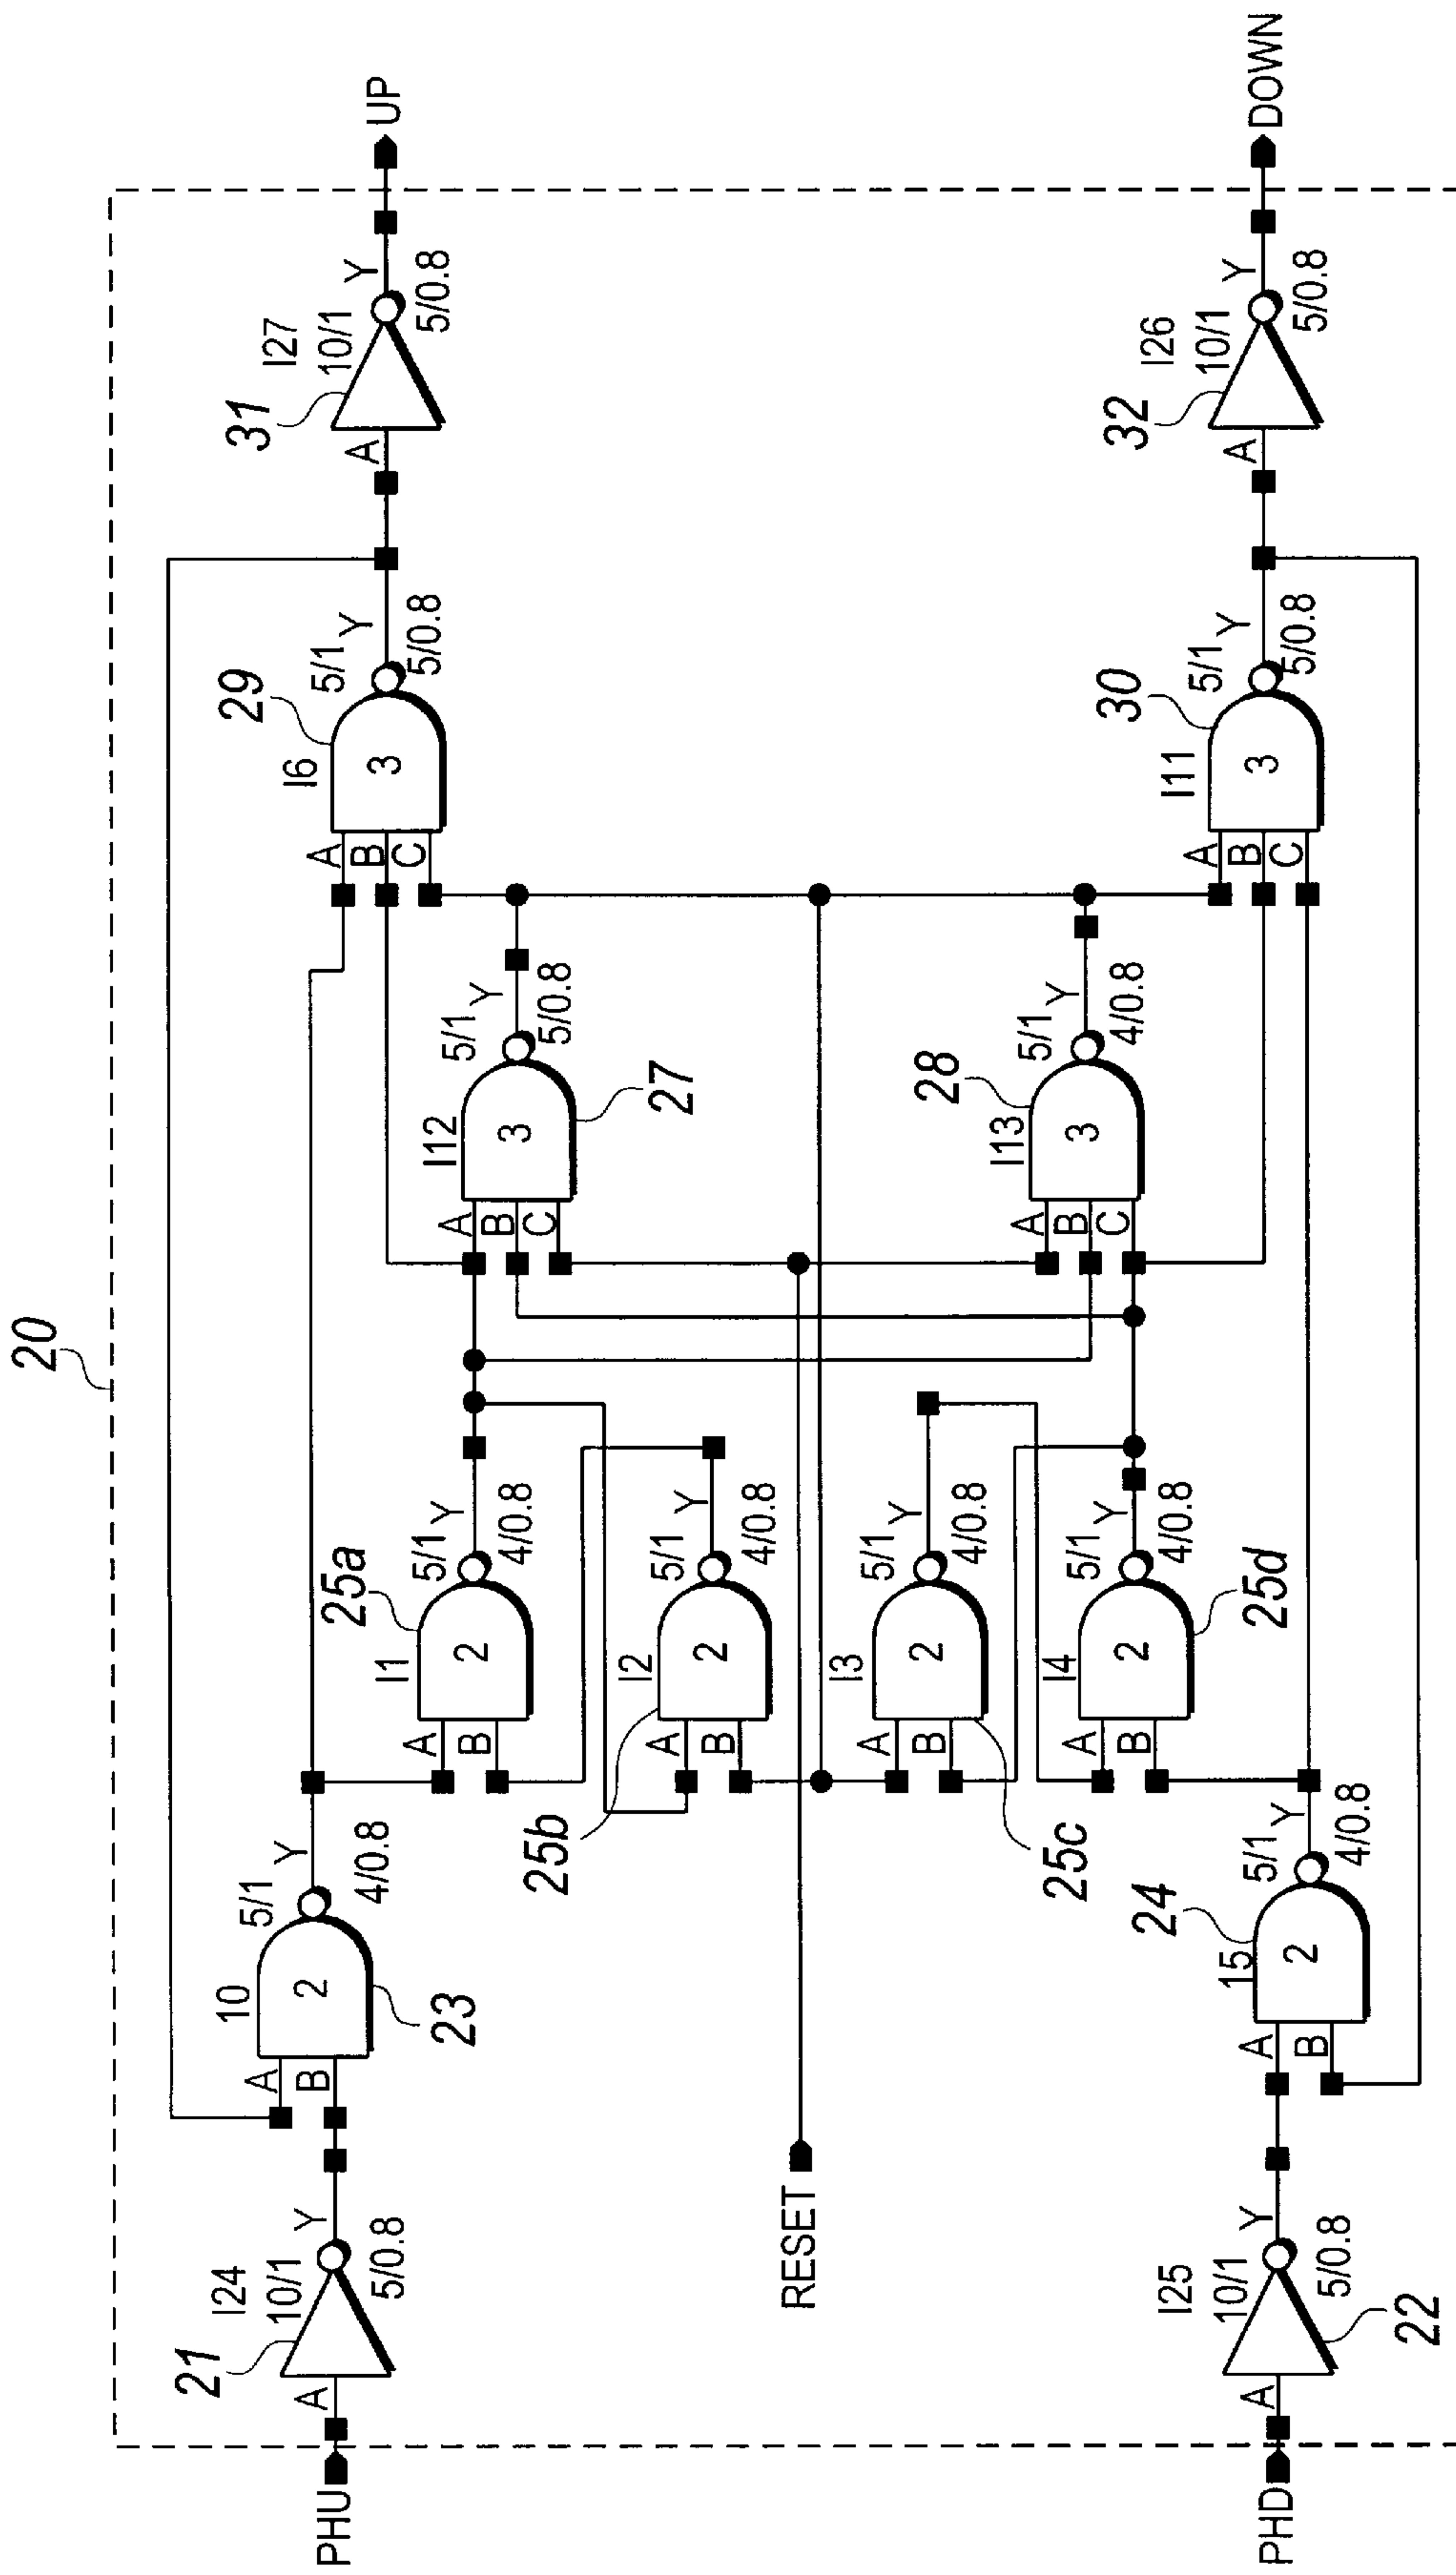 20
PHU
A
21
I24
10/1
Y
5/0.8
A
B
10
2
23
5/1
Y
4/0.8
A
B
I1
2
25a
5/1
Y
4/0.8
A
B
I2
2
25b
5/1
Y
4/0.8
A
B
I3
2
25c
5/1
Y
4/0.8
A
B
I4
2
25d
5/1
Y
4/0.8
A
B
C
I12
3
27
5/1
Y
5/0.8
A
B
C
I13
3
28
5/1
Y
4/0.8
A
B
C
I6
3
29
5/1
Y
5/0.8
A
31
I27
10/1
Y
5/0.8
UP
RESET
PHD
A
22
I25
10/1
Y
5/0.8
A
B
15
2
24
5/1
Y
4/0.8
A
B
C
I11
3
30
5/1
Y
5/0.8
A
32
I26
10/1
Y
5/0.8
DOWN